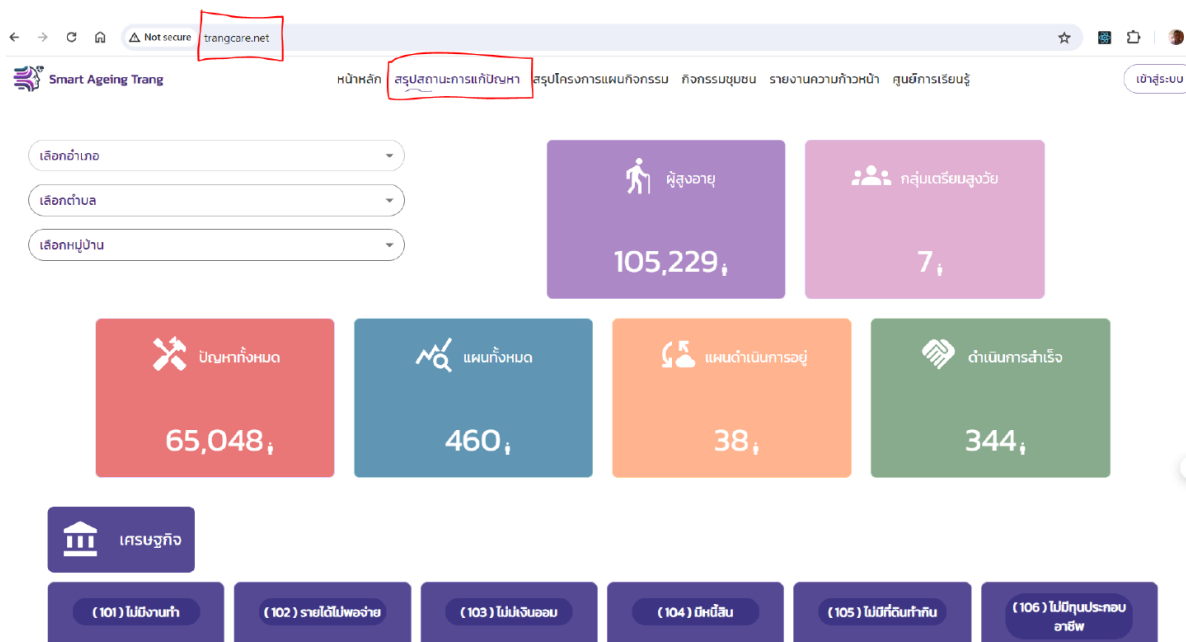 Not secure
trangcare.net
Smart Ageing Trang
หน้าหลัก
สรุปสถานะการแก้ปัญหา
สรุปโครงการแผนกิจกรรม
กิจกรรมชุมชน
รายงานความก้าวหน้า
ศูนย์การเรียนรู้
เข้าสู่ระบบ
เลือกอำเภอ
เลือกตำบล
เลือกหมู่บ้าน
ผู้สูงอายุ
105,229
กลุ่มเตรียมสูงวัย
7
ปัญหาทั้งหมด
65,048
แผนทั้งหมด
460
แผนดำเนินการอยู่
38
ดำเนินการสำเร็จ
344
เศรษฐกิจ
( 101 ) ไม่มีงานทำ
( 102 ) รายได้ไม่พอจ่าย
( 103 ) ไม่มีเงินออม
( 104 ) มีหนี้สิน
( 105 ) ไม่มีที่ดินทำกิน
( 106 ) ไม่มีทุนประกอบ
อาชีพ